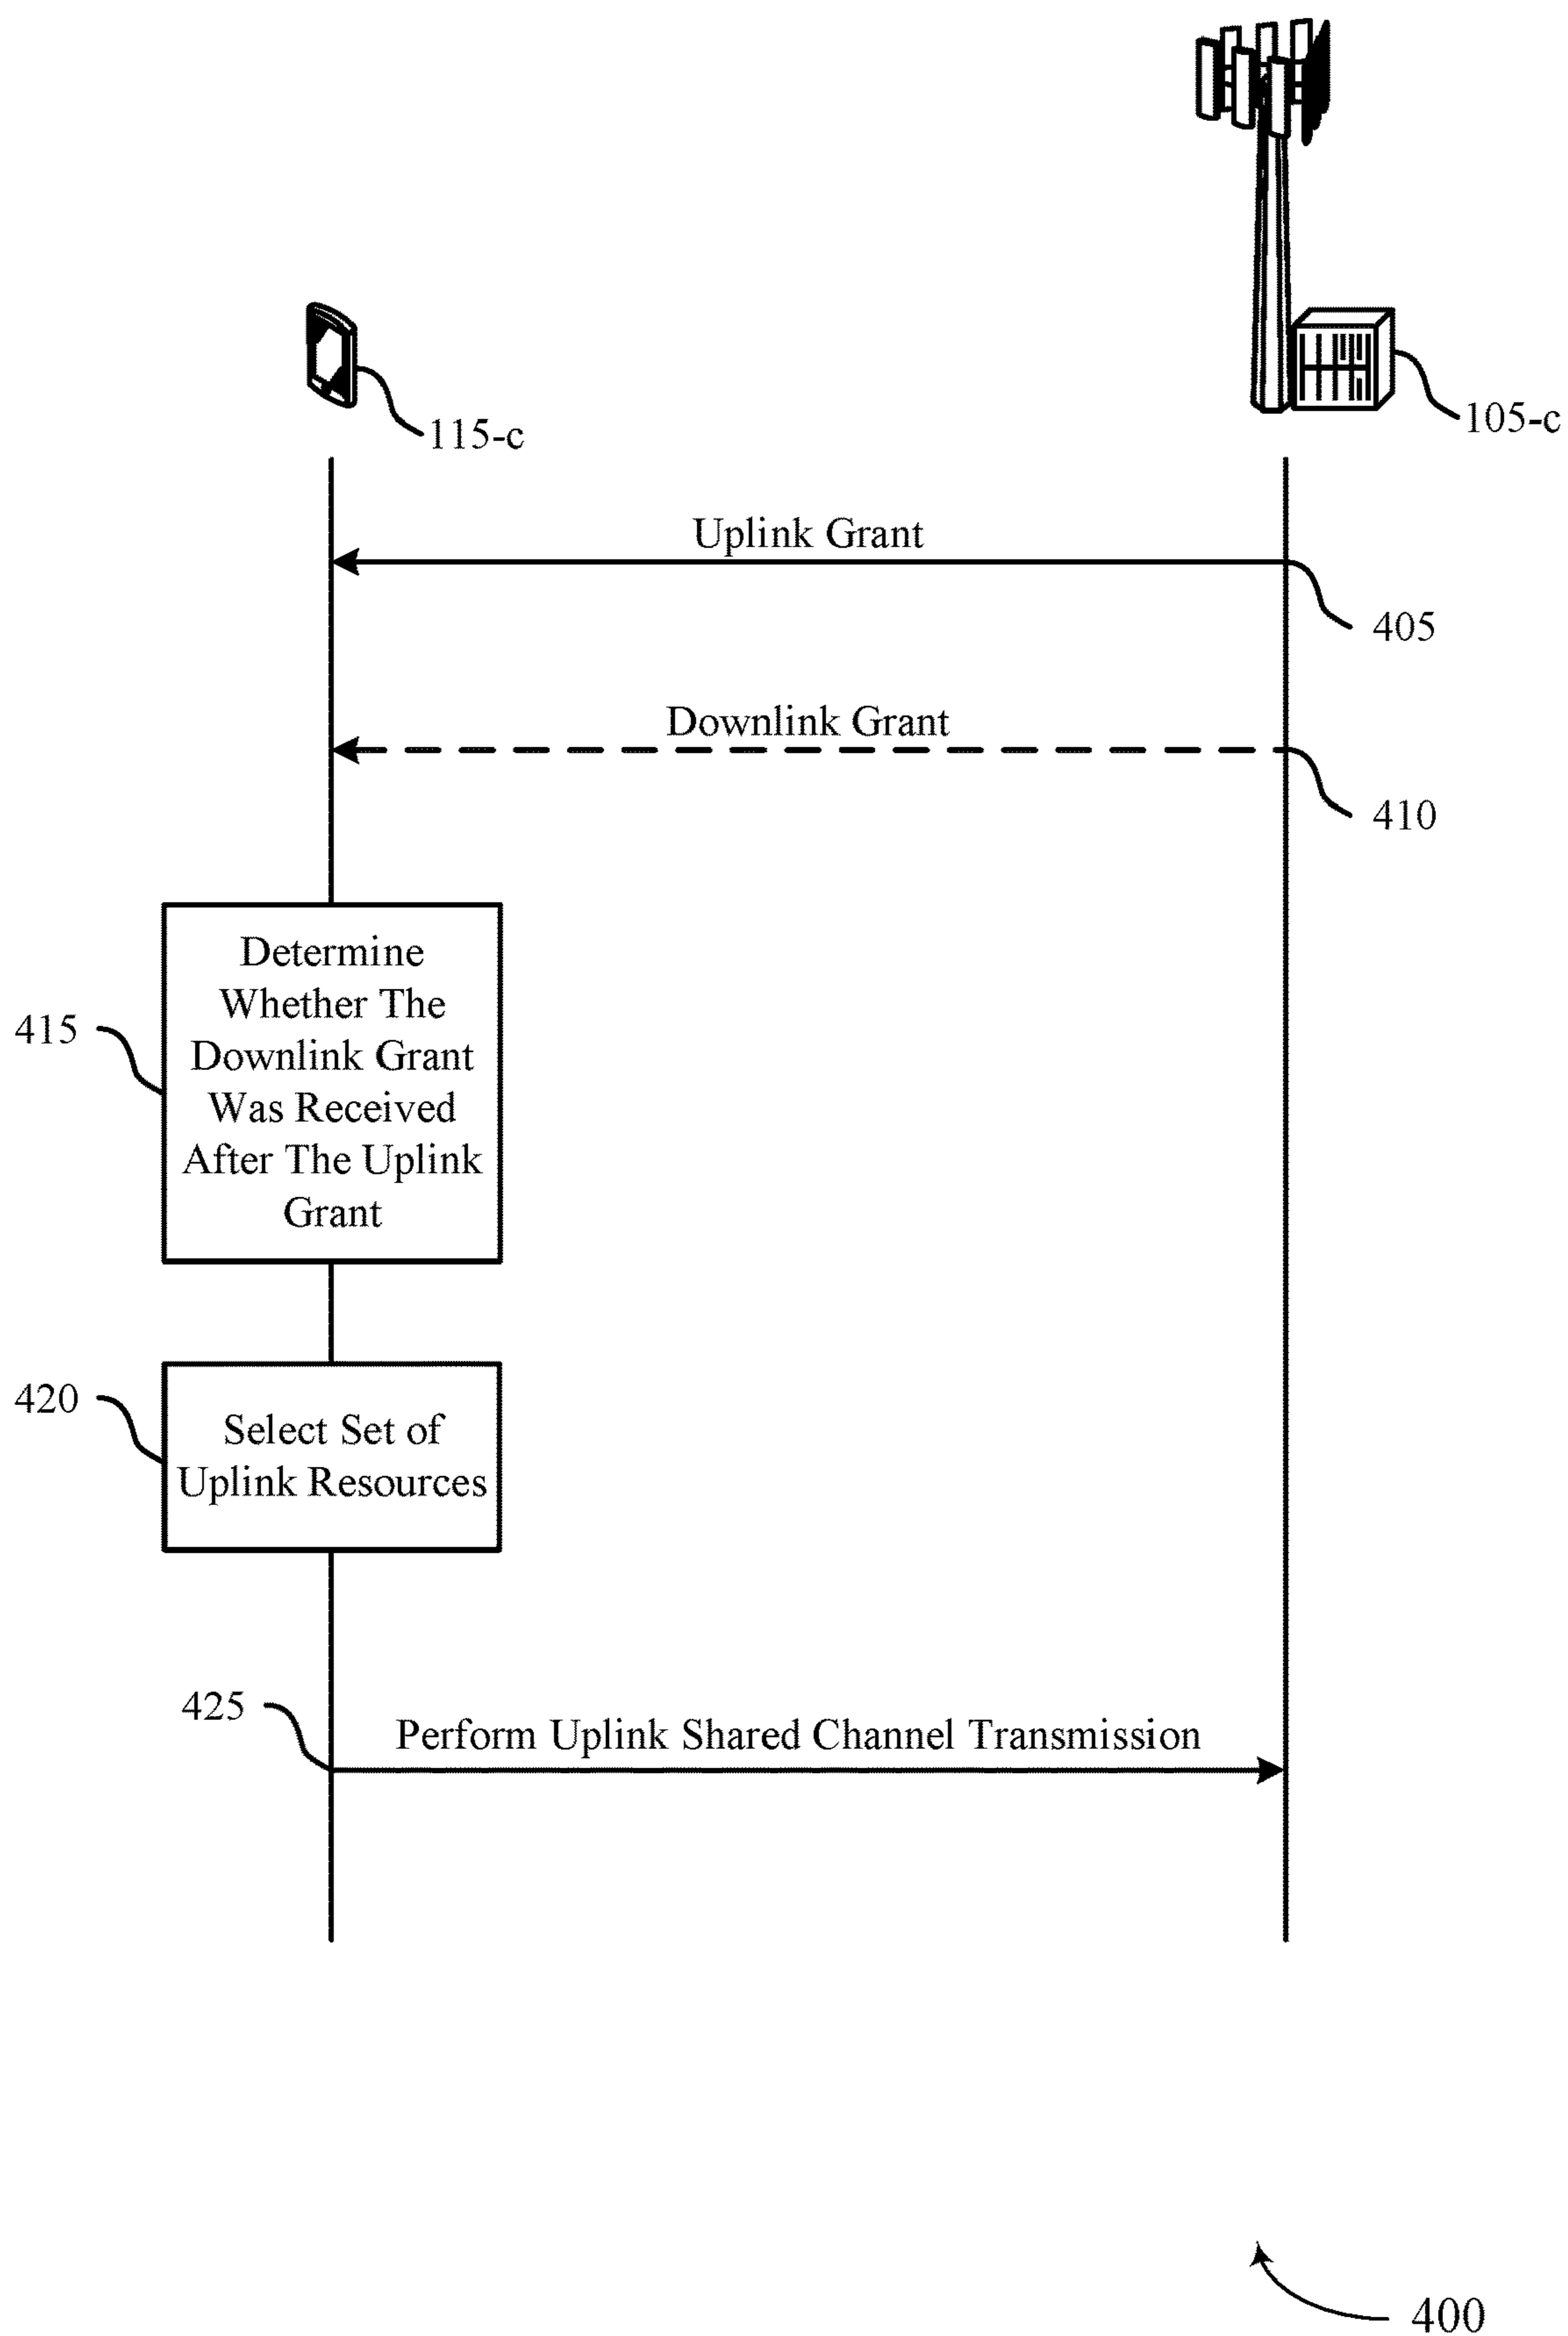 115-c
105-c
Uplink Grant
405
Downlink Grant
410
Determine
Whether The
Downlink Grant
Was Received
After The Uplink
Grant
415
420
Select Set of
Uplink Resources
425
Perform Uplink Shared Channel Transmission
400